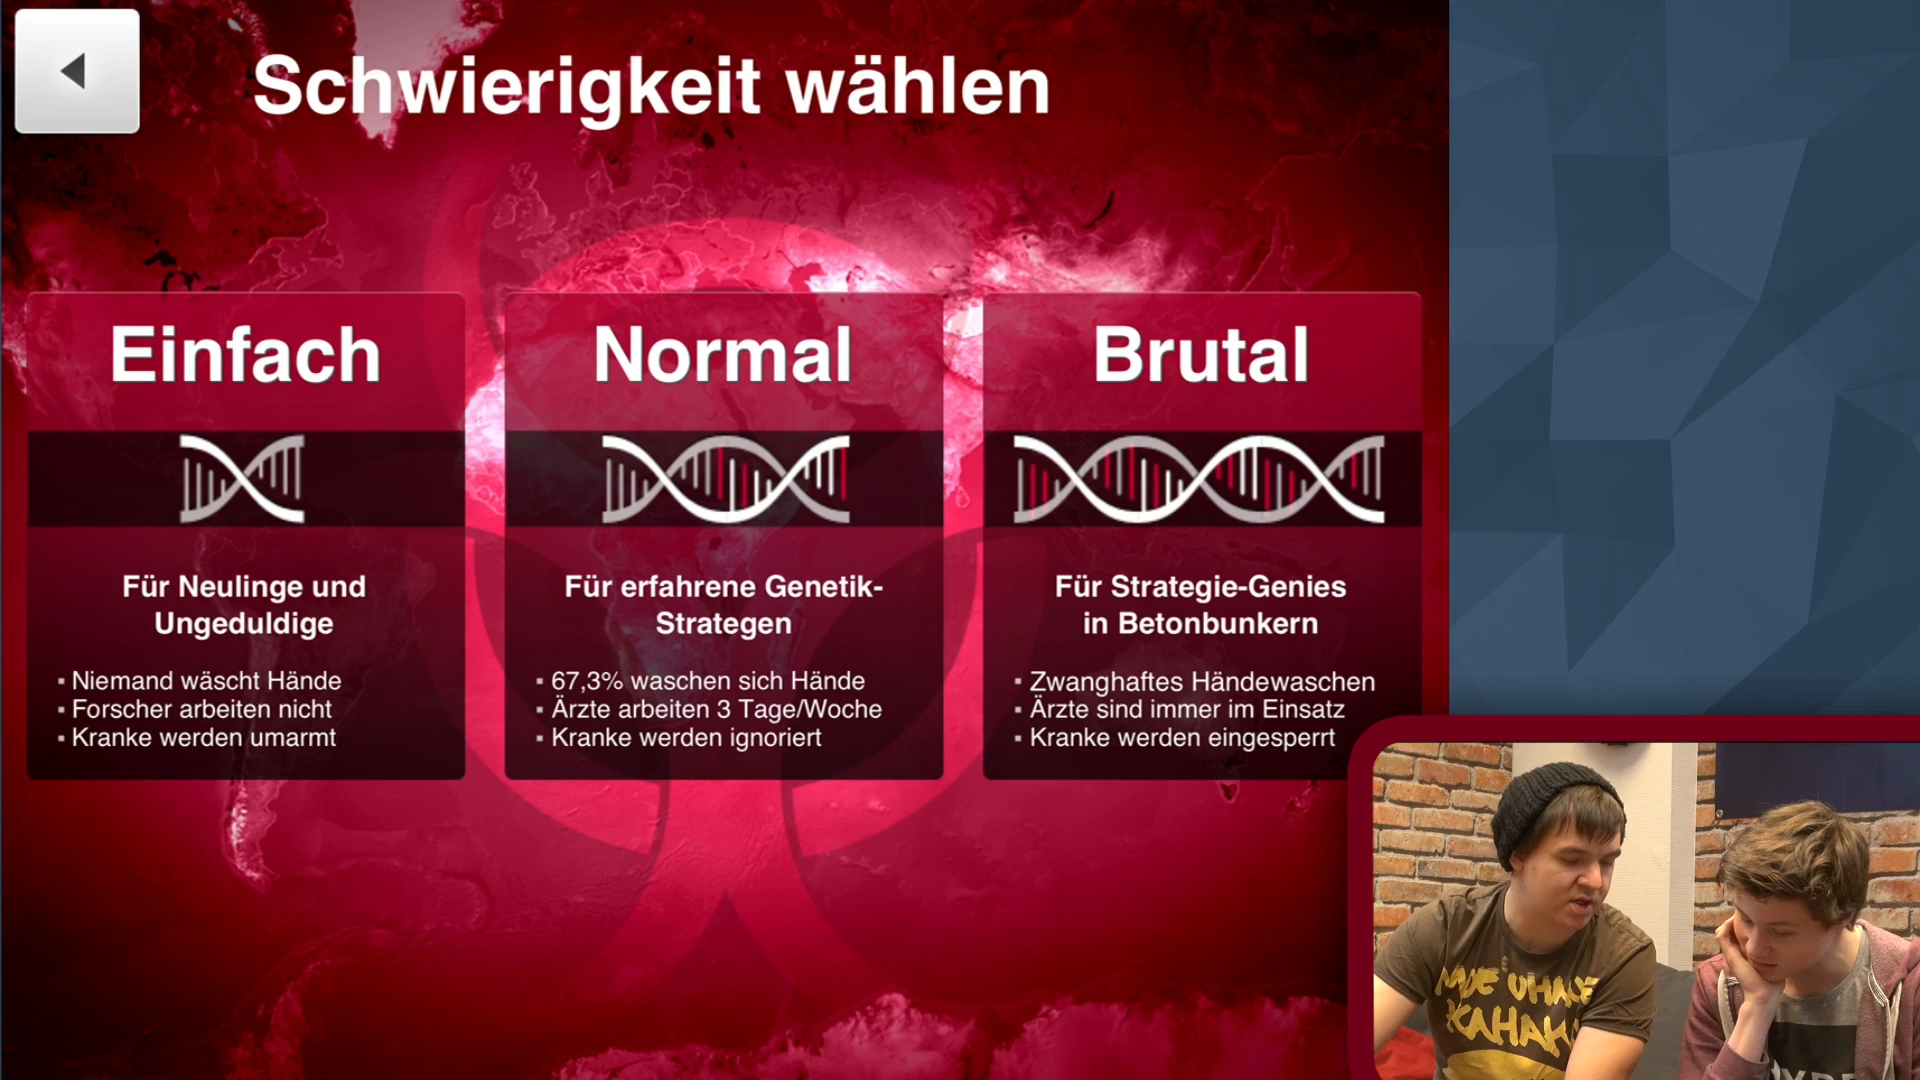 Schwierigkeit wählen
Einfach
Für Neulinge und
Ungeduldige
▪ Niemand wäscht Hände
▪ Forscher arbeiten nicht
▪ Kranke werden umarmt
Normal
Für erfahrene Genetik-
Strategen
▪ 67,3% waschen sich Hände
▪ Ärzte arbeiten 3 Tage/Woche
▪ Kranke werden ignoriert
Brutal
Für Strategie-Genies
in Betonbunkern
▪ Zwanghaftes Händewaschen
▪ Ärzte sind immer im Einsatz
▪ Kranke werden eingesperrt